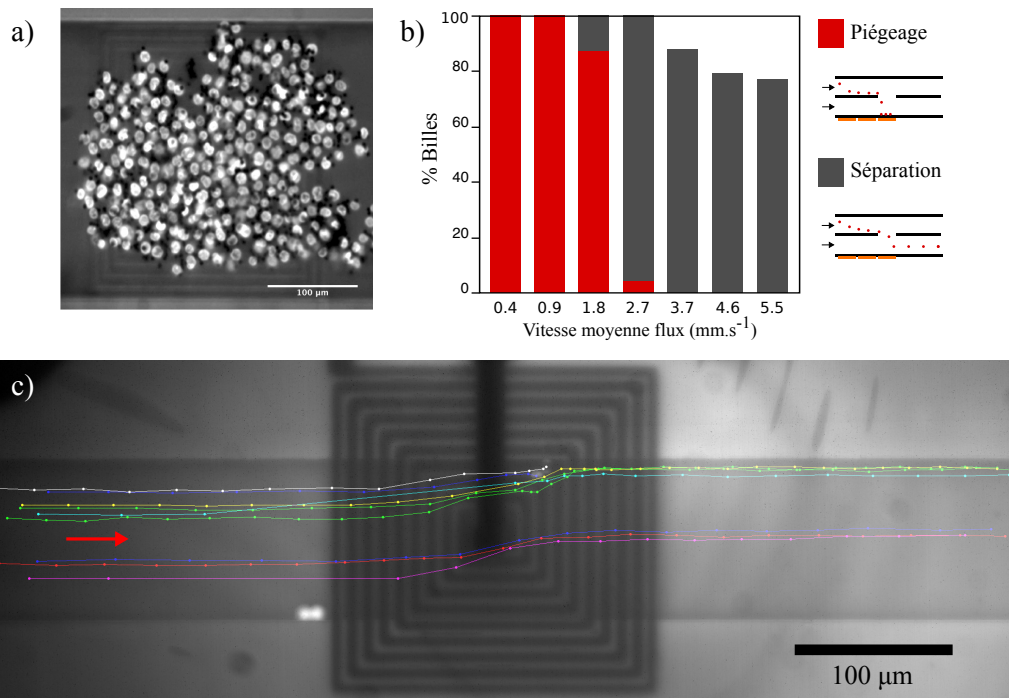 a)
100 µm
b)
% Billes
100
80
60
40
20
0
0.4 0.9 1.8 2.7 3.7 4.6 5.5
Vitesse moyenne flux (mm.s⁻¹)
Piégeage
Séparation
c)
100 µm